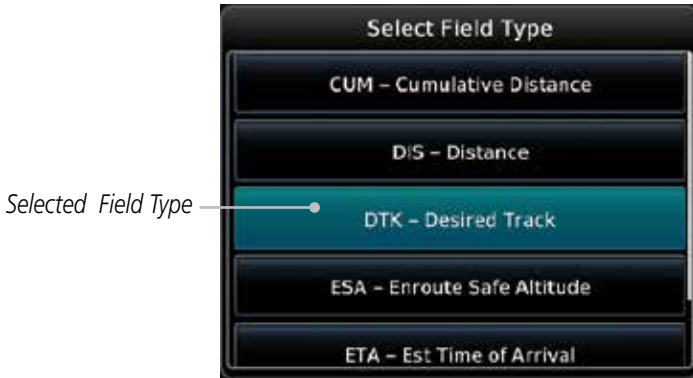 Select Field Type
CUM – Cumulative Distance
DIS – Distance
Selected Field Type
DTK – Desired Track
ESA – Enroute Safe Altitude
ETA – Est Time of Arrival